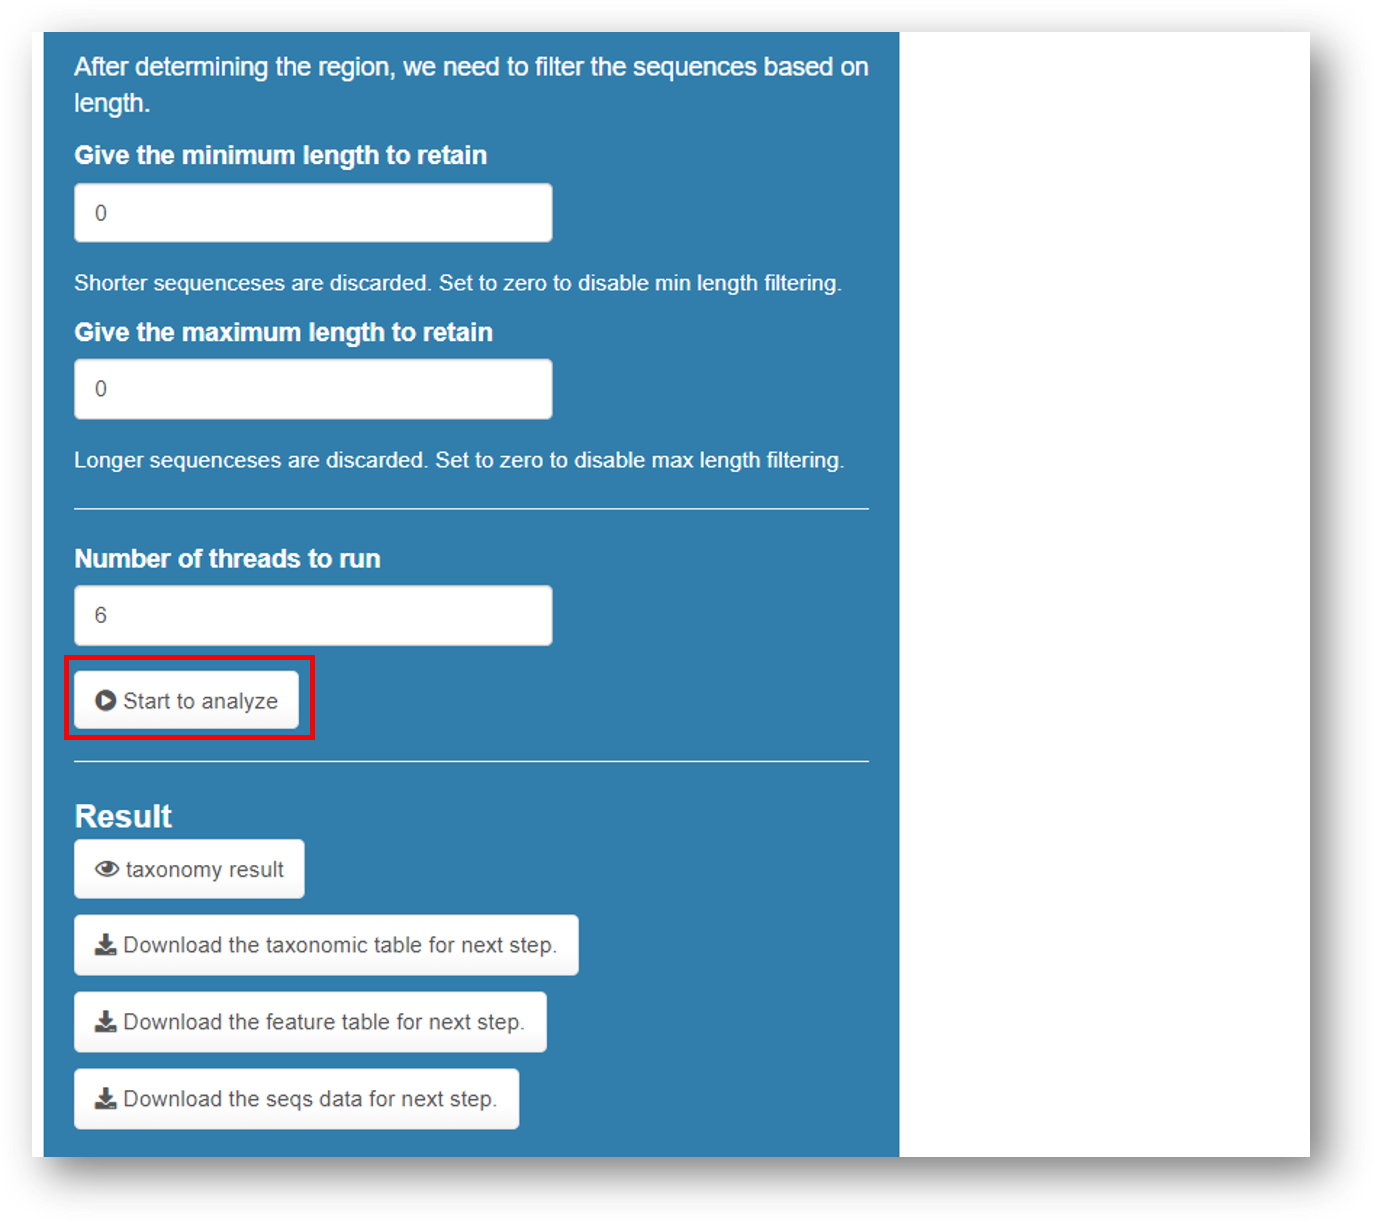 After determining the region, we need to filter the sequences based on
length.
Give the minimum length to retain
0
Shorter sequenceses are discarded. Set to zero to disable min length filtering.
Give the maximum length to retain
0
Longer sequenceses are discarded. Set to zero to disable max length filtering.
Number of threads to run
6
Start to analyze
Result
taxonomy result
Download the taxonomic table for next step.
Download the feature table for next step.
Download the seqs data for next step.